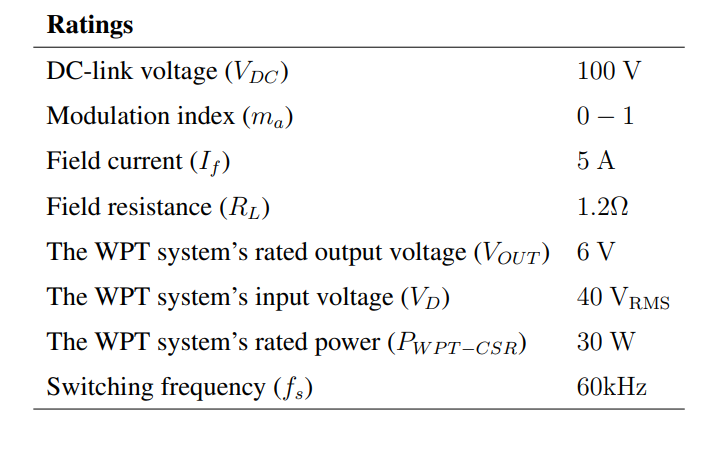 Ratings
DC-link voltage (V_DC) 100 V
Modulation index (m_a) 0 – 1
Field current (I_f) 5 A
Field resistance (R_L) 1.2Ω
The WPT system's rated output voltage (V_OUT) 6 V
The WPT system's input voltage (V_D) 40 V_RMS
The WPT system's rated power (P_WPT−CSR) 30 W
Switching frequency (f_s) 60kHz